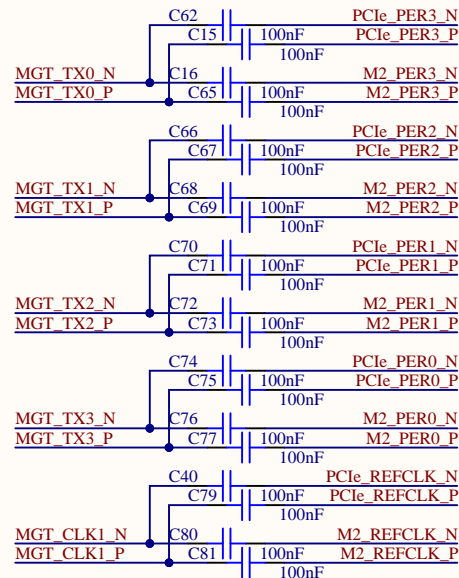 C62 PCIe_PER3_N
C15 100nF PCIe_PER3_P
100nF
MGT_TX0_N C16 M2_PER3_N
MGT_TX0_P C65 100nF M2_PER3_P
100nF
C66 PCIe_PER2_N
C67 100nF PCIe_PER2_P
100nF
MGT_TX1_N C68 M2_PER2_N
MGT_TX1_P C69 100nF M2_PER2_P
100nF
C70 PCIe_PER1_N
C71 100nF PCIe_PER1_P
100nF
MGT_TX2_N C72 M2_PER1_N
MGT_TX2_P C73 100nF M2_PER1_P
100nF
C74 PCIe_PER0_N
C75 100nF PCIe_PER0_P
100nF
MGT_TX3_N C76 M2_PER0_N
MGT_TX3_P C77 100nF M2_PER0_P
100nF
C40 PCIe_REFCLK_N
C79 100nF PCIe_REFCLK_P
100nF
MGT_CLK1_N C80 M2_REFCLK_N
MGT_CLK1_P C81 100nF M2_REFCLK_P
100nF